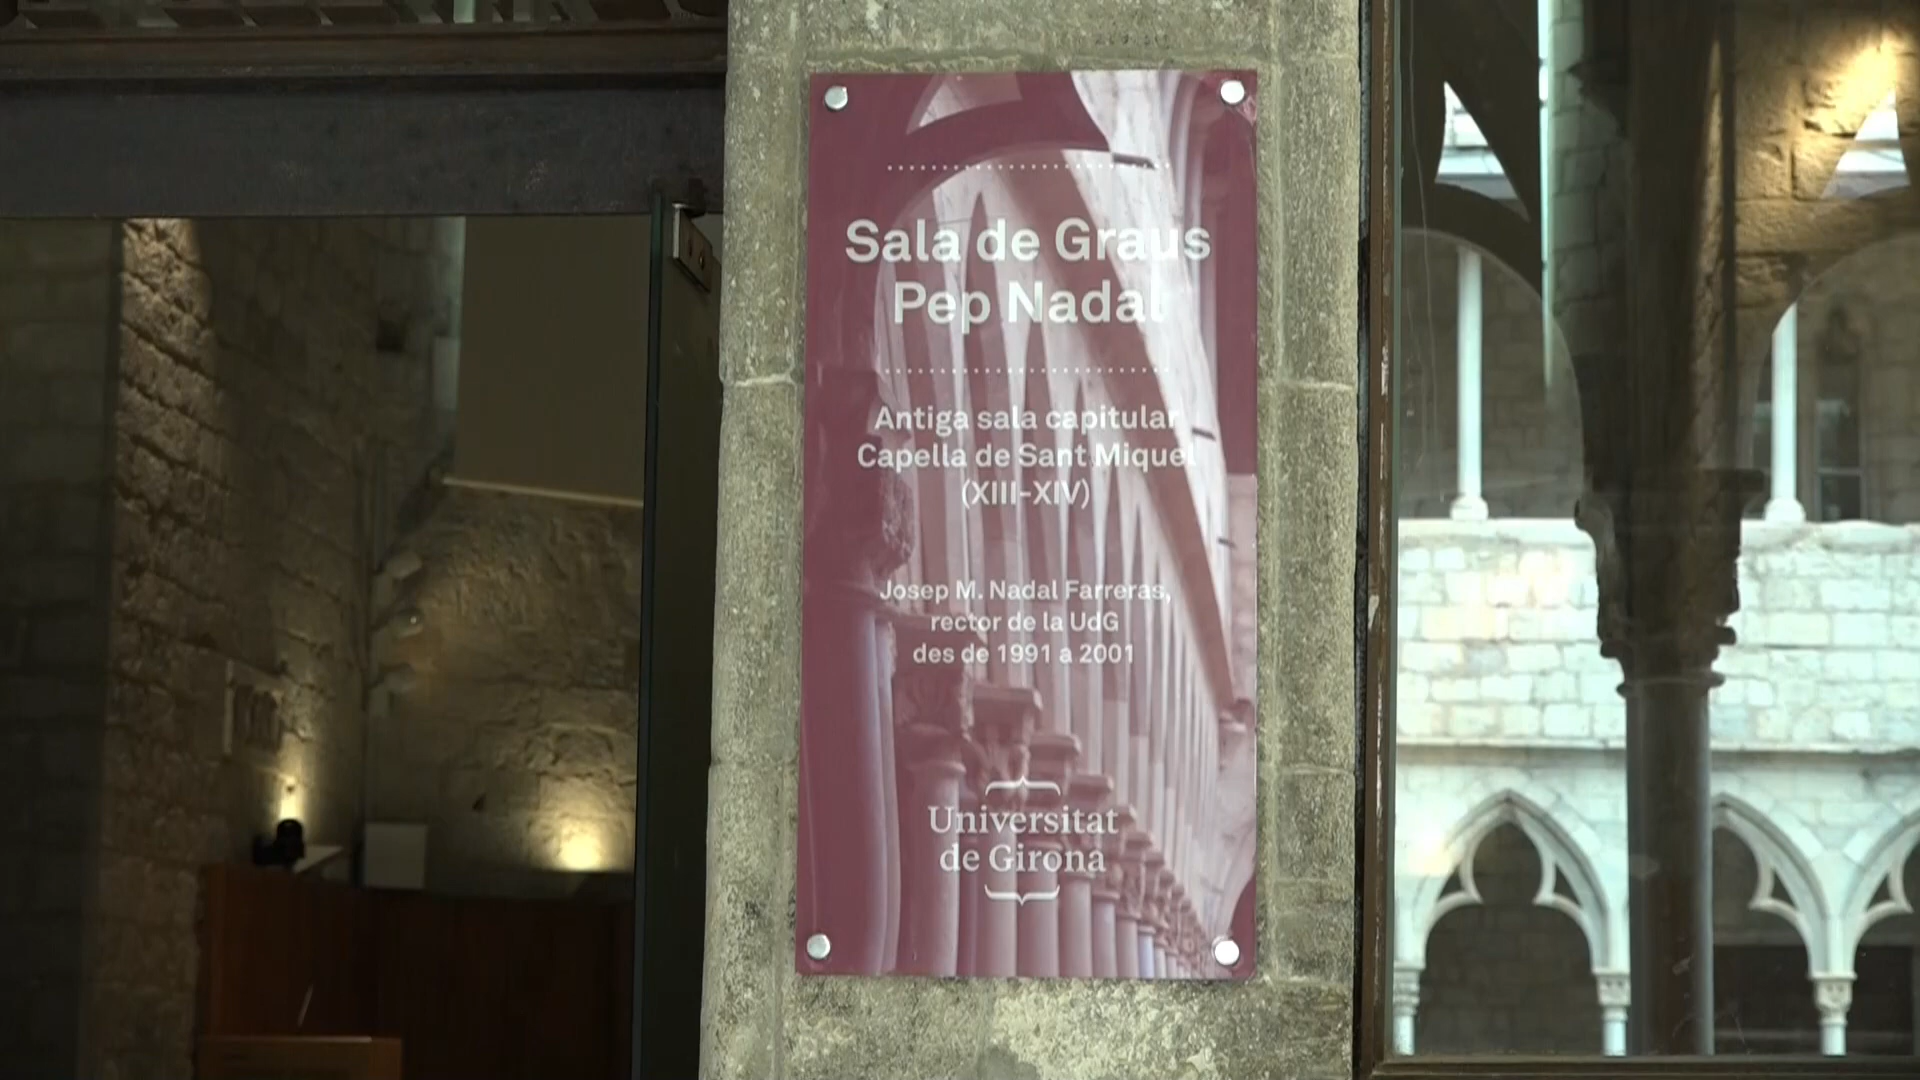 Sala de Graus
Pep Nadal
Antiga sala capitular
Capella de Sant Miquel
(XIII-XIV)
Josep M. Nadal Farreras,
rector de la UdG
des de 1991 a 2001
Universitat
de Girona